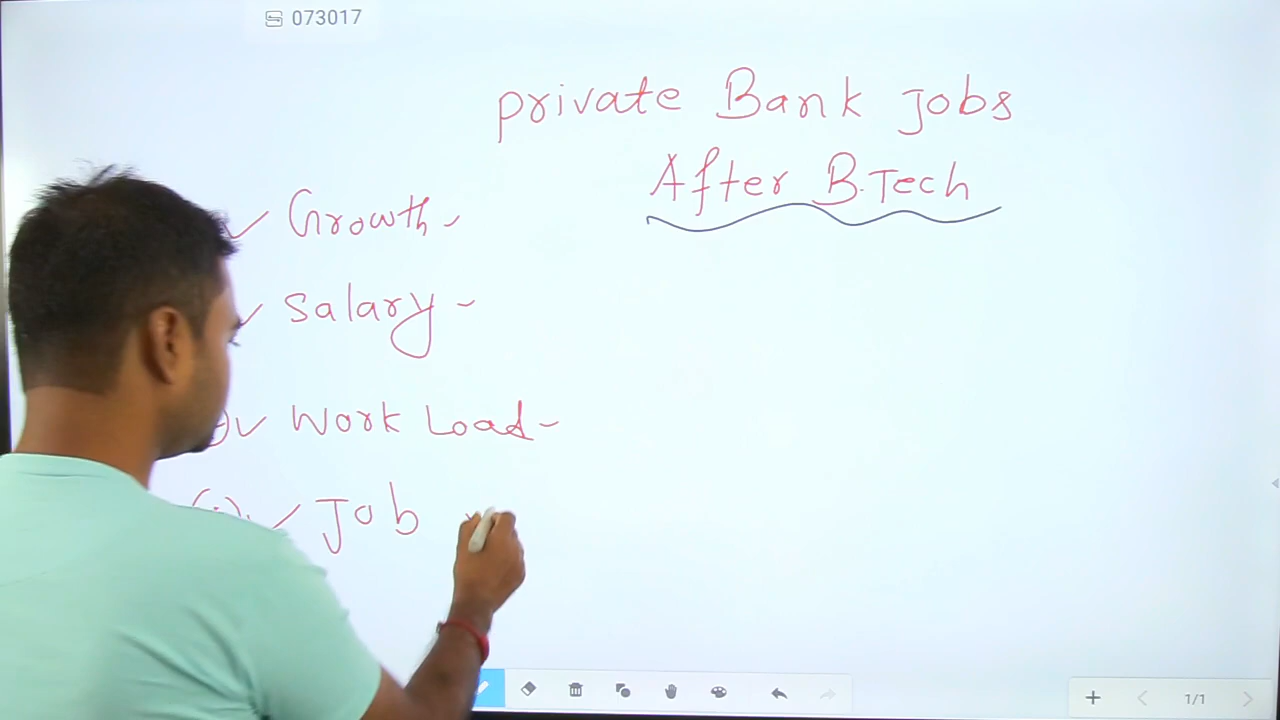 073017
private Bank Jobs
After B.Tech
Growth -
Salary -
Work Load -
Job
1/1